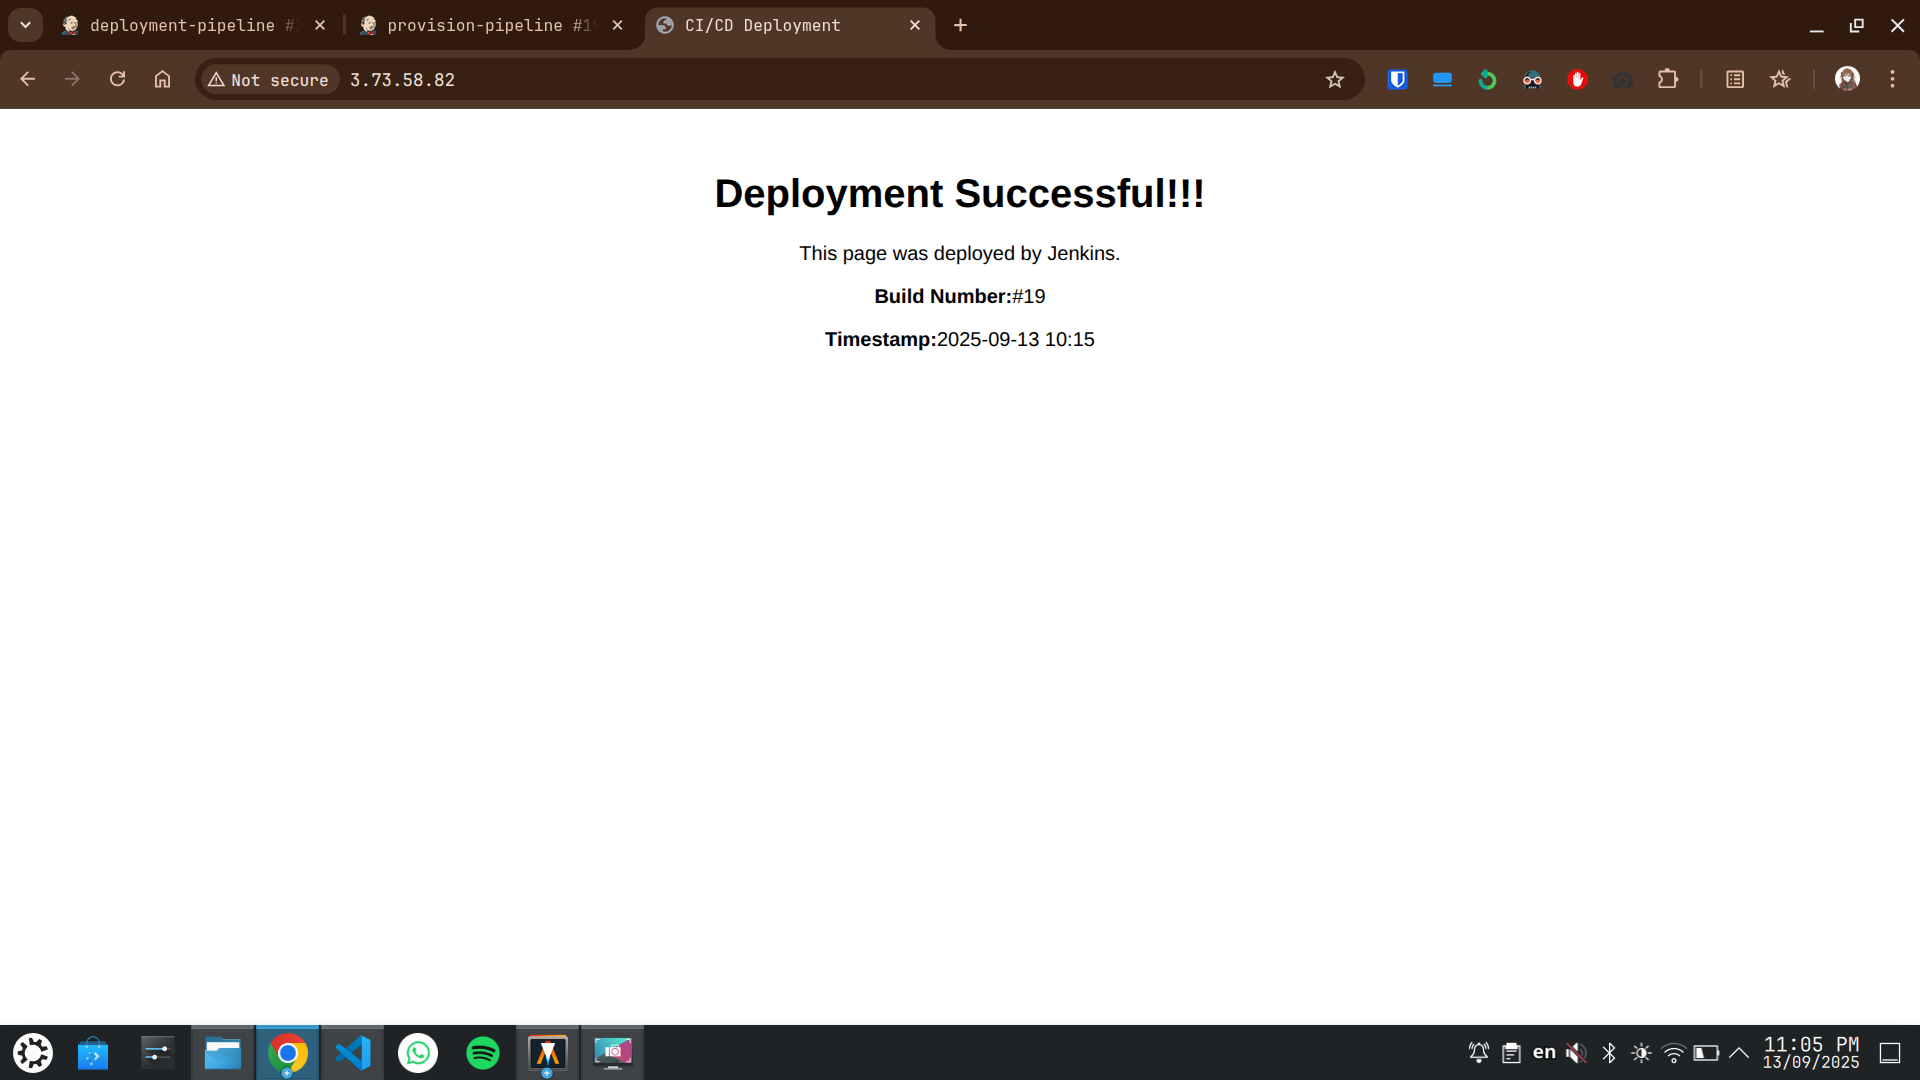 deployment-pipeline #
provision-pipeline #1
CI/CD Deployment
Not secure
3.73.58.82
Deployment Successful!!!
This page was deployed by Jenkins.
Build Number:#19
Timestamp:2025-09-13 10:15
en
11:05 PM
13/09/2025